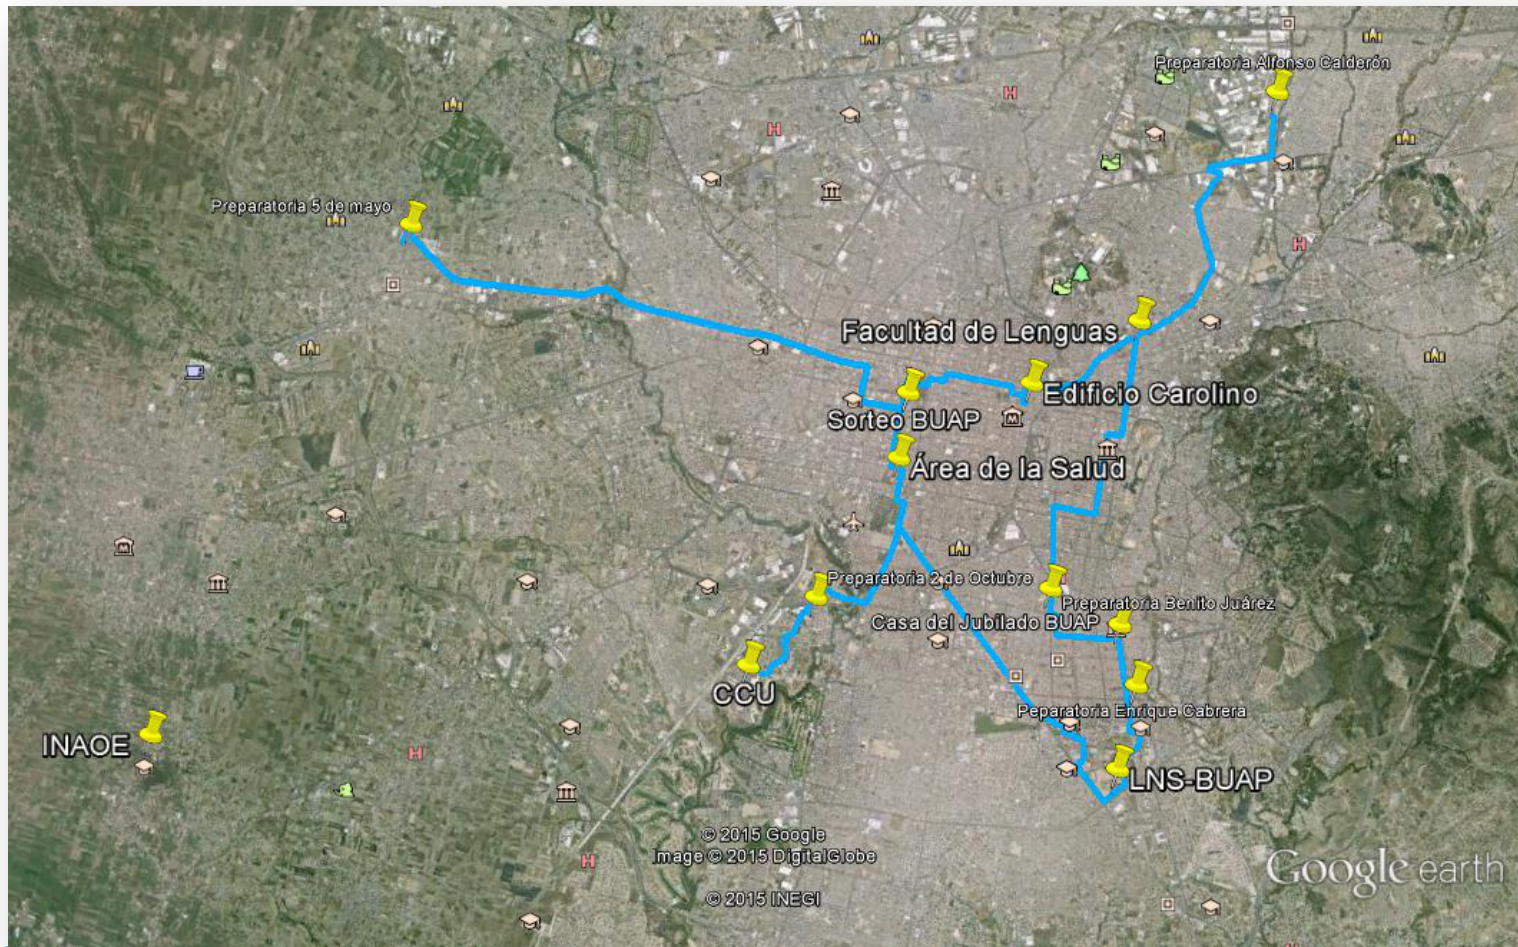 Preparatoria Alfonso Calderón
Preparatoria 5 de mayo
Facultad de Lenguas
Edificio Carolino
Sorteo BUAP
Área de la Salud
Preparatoria 2 de Octubre
Preparatoria Benito Juárez
Casa del Jubilado BUAP
CCU
Peparatoria Enrique Cabrera
INAOE
LNS-BUAP
© 2015 Google
Image © 2015 DigitalGlobe
© 2015 INEGI
Google earth
H
H
H
H
H
M
M